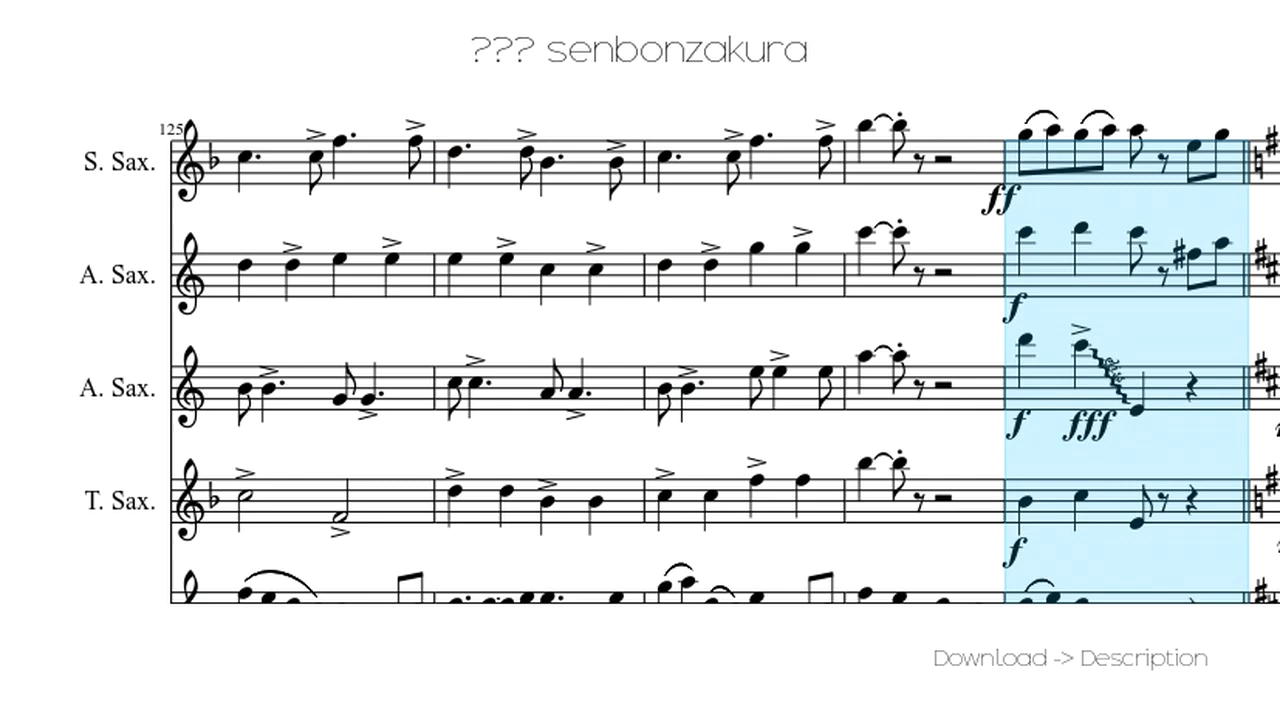 ??? senbonzakura
125
S. Sax.
ff
A. Sax.
f
A. Sax.
f fff
T. Sax.
f
Download -> Description